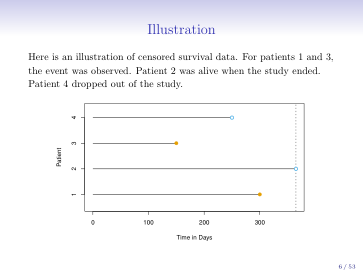 Illustration
Here is an illustration of censored survival data. For patients 1 and 3,
the event was observed. Patient 2 was alive when the study ended.
Patient 4 dropped out of the study.
4
3
2
1
Patient
0 100 200 300
Time in Days
6 / 53